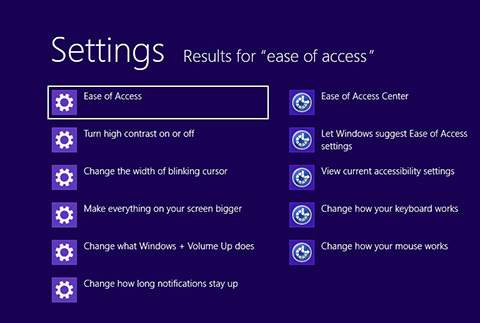 Settings Results for “ease of access”
Ease of Access
Turn high contrast on or off
Change the width of blinking cursor
Make everything on your screen bigger
Change what Windows + Volume Up does
Change how long notifications stay up
Ease of Access Center
Let Windows suggest Ease of Access
settings
View current accessibility settings
Change how your keyboard works
Change how your mouse works